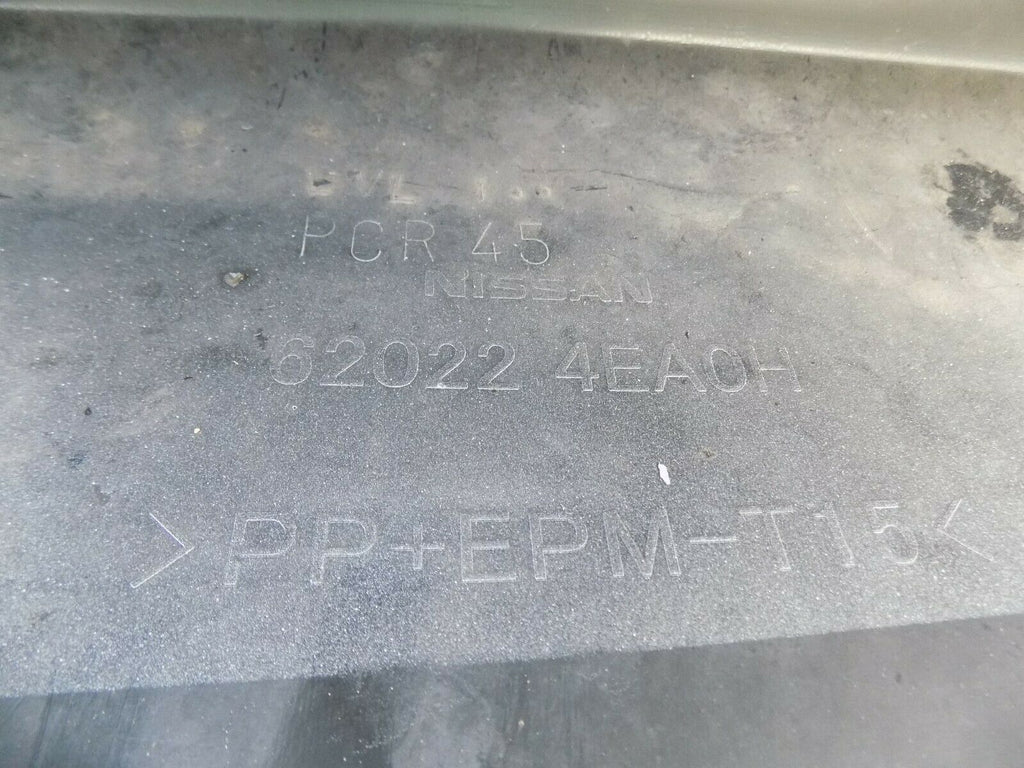 PCR 45
NISSAN
62022 4EA0H
>PP+EPM-T15<